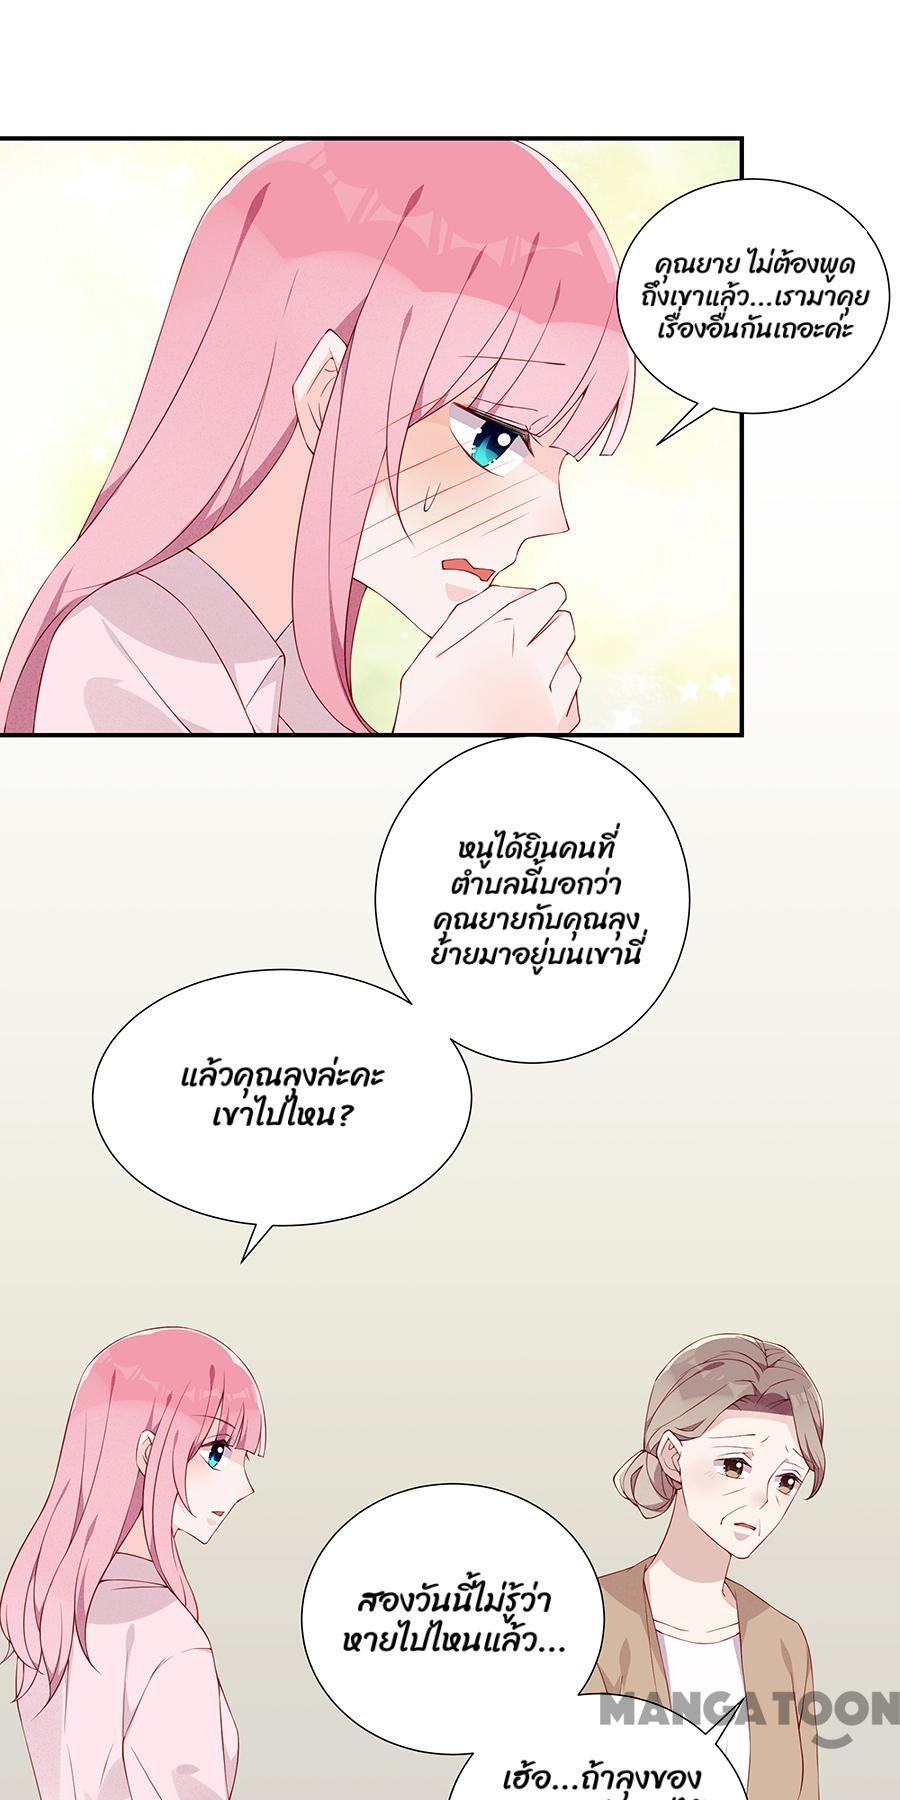 คุณยาย ไม่ต้องพูด
ถึงเขาแล้ว...เรามาคุย
เรื่องอื่นกันเถอะค่ะ
หนูได้ยินคนที่
ตำบลนี้บอกว่า
คุณยายกับคุณลุง
ย้ายมาอยู่บนเขานี่
แล้วคุณลุงล่ะคะ
เขาไปไหน?
สองวันนี้ไม่รู้ว่า
หายไปไหนแล้ว...
MANGATOON
เฮ้อ...ถ้าลุงของ